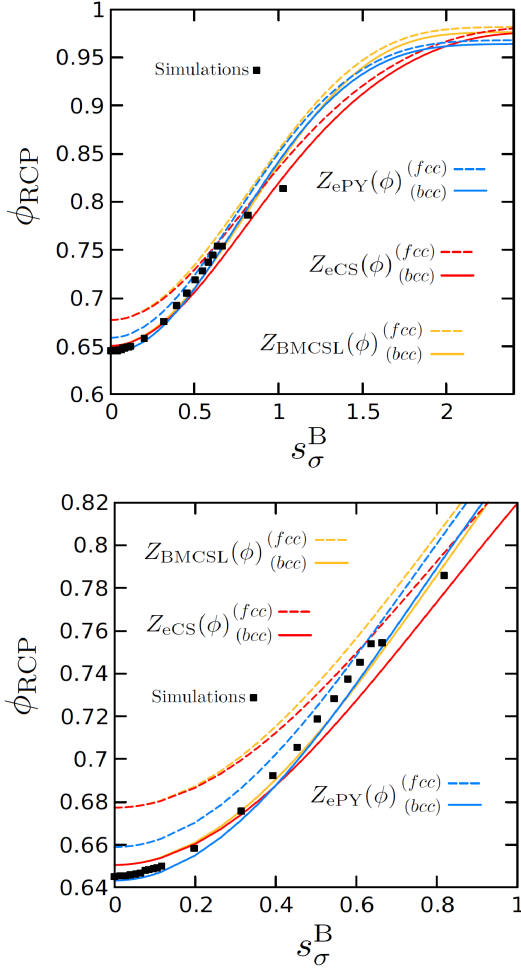 1
0.95
0.9
0.85
0.8
0.75
0.7
0.65
0.6
ϕRCP
Simulations
Z_ePY(ϕ) (fcc)
(bcc)
Z_eCS(ϕ) (fcc)
(bcc)
Z_BMCSL(ϕ) (fcc)
(bcc)
0 0.5 1 1.5 2
s_σ^B
0.82
0.8
0.78
0.76
0.74
0.72
0.7
0.68
0.66
0.64
ϕRCP
Z_BMCSL(ϕ) (fcc)
(bcc)
Z_eCS(ϕ) (fcc)
(bcc)
Simulations
Z_ePY(ϕ) (fcc)
(bcc)
0 0.2 0.4 0.6 0.8 1
s_σ^B